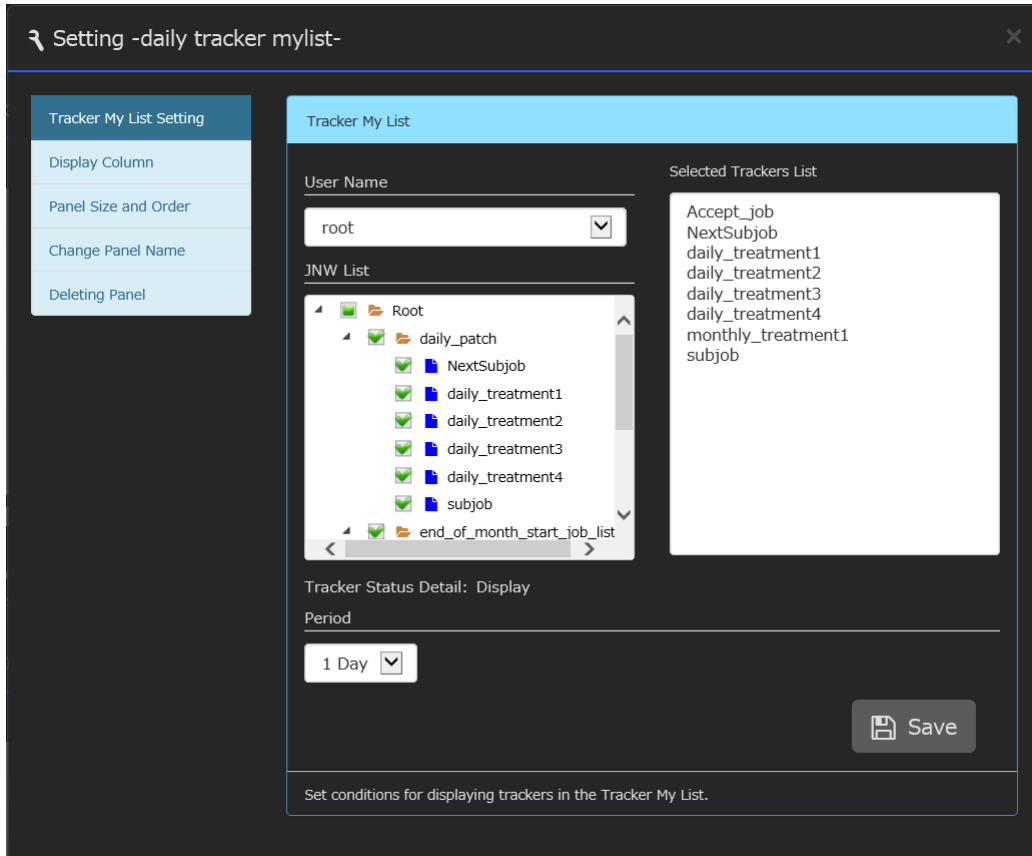 Setting -daily tracker mylist-
Tracker My List Setting
Display Column
Panel Size and Order
Change Panel Name
Deleting Panel
Tracker My List
User Name
root
JNW List
Root
daily_patch
NextSubjob
daily_treatment1
daily_treatment2
daily_treatment3
daily_treatment4
subjob
end_of_month_start_job_list
Selected Trackers List
Accept_job
NextSubjob
daily_treatment1
daily_treatment2
daily_treatment3
daily_treatment4
monthly_treatment1
subjob
Tracker Status Detail: Display
Period
1 Day
Save
Set conditions for displaying trackers in the Tracker My List.